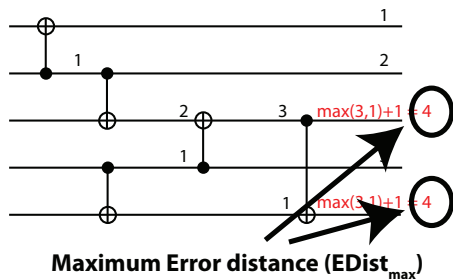 1
1 2
2 3 max(3,1)+1 = 4
1
1 max(3,1)+1 = 4
Maximum Error distance (EDistmax)